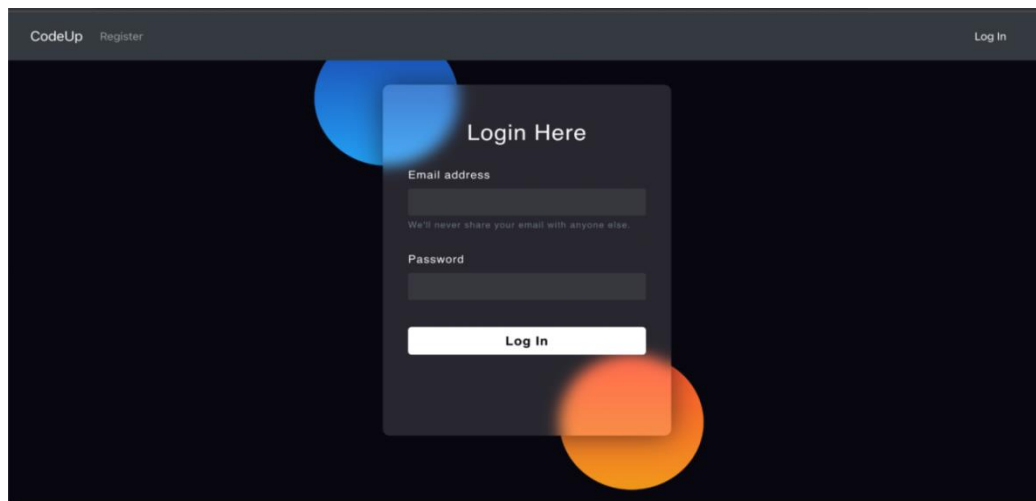 CodeUp Register Log In
Login Here
Email address
We'll never share your email with anyone else.
Password
Log In